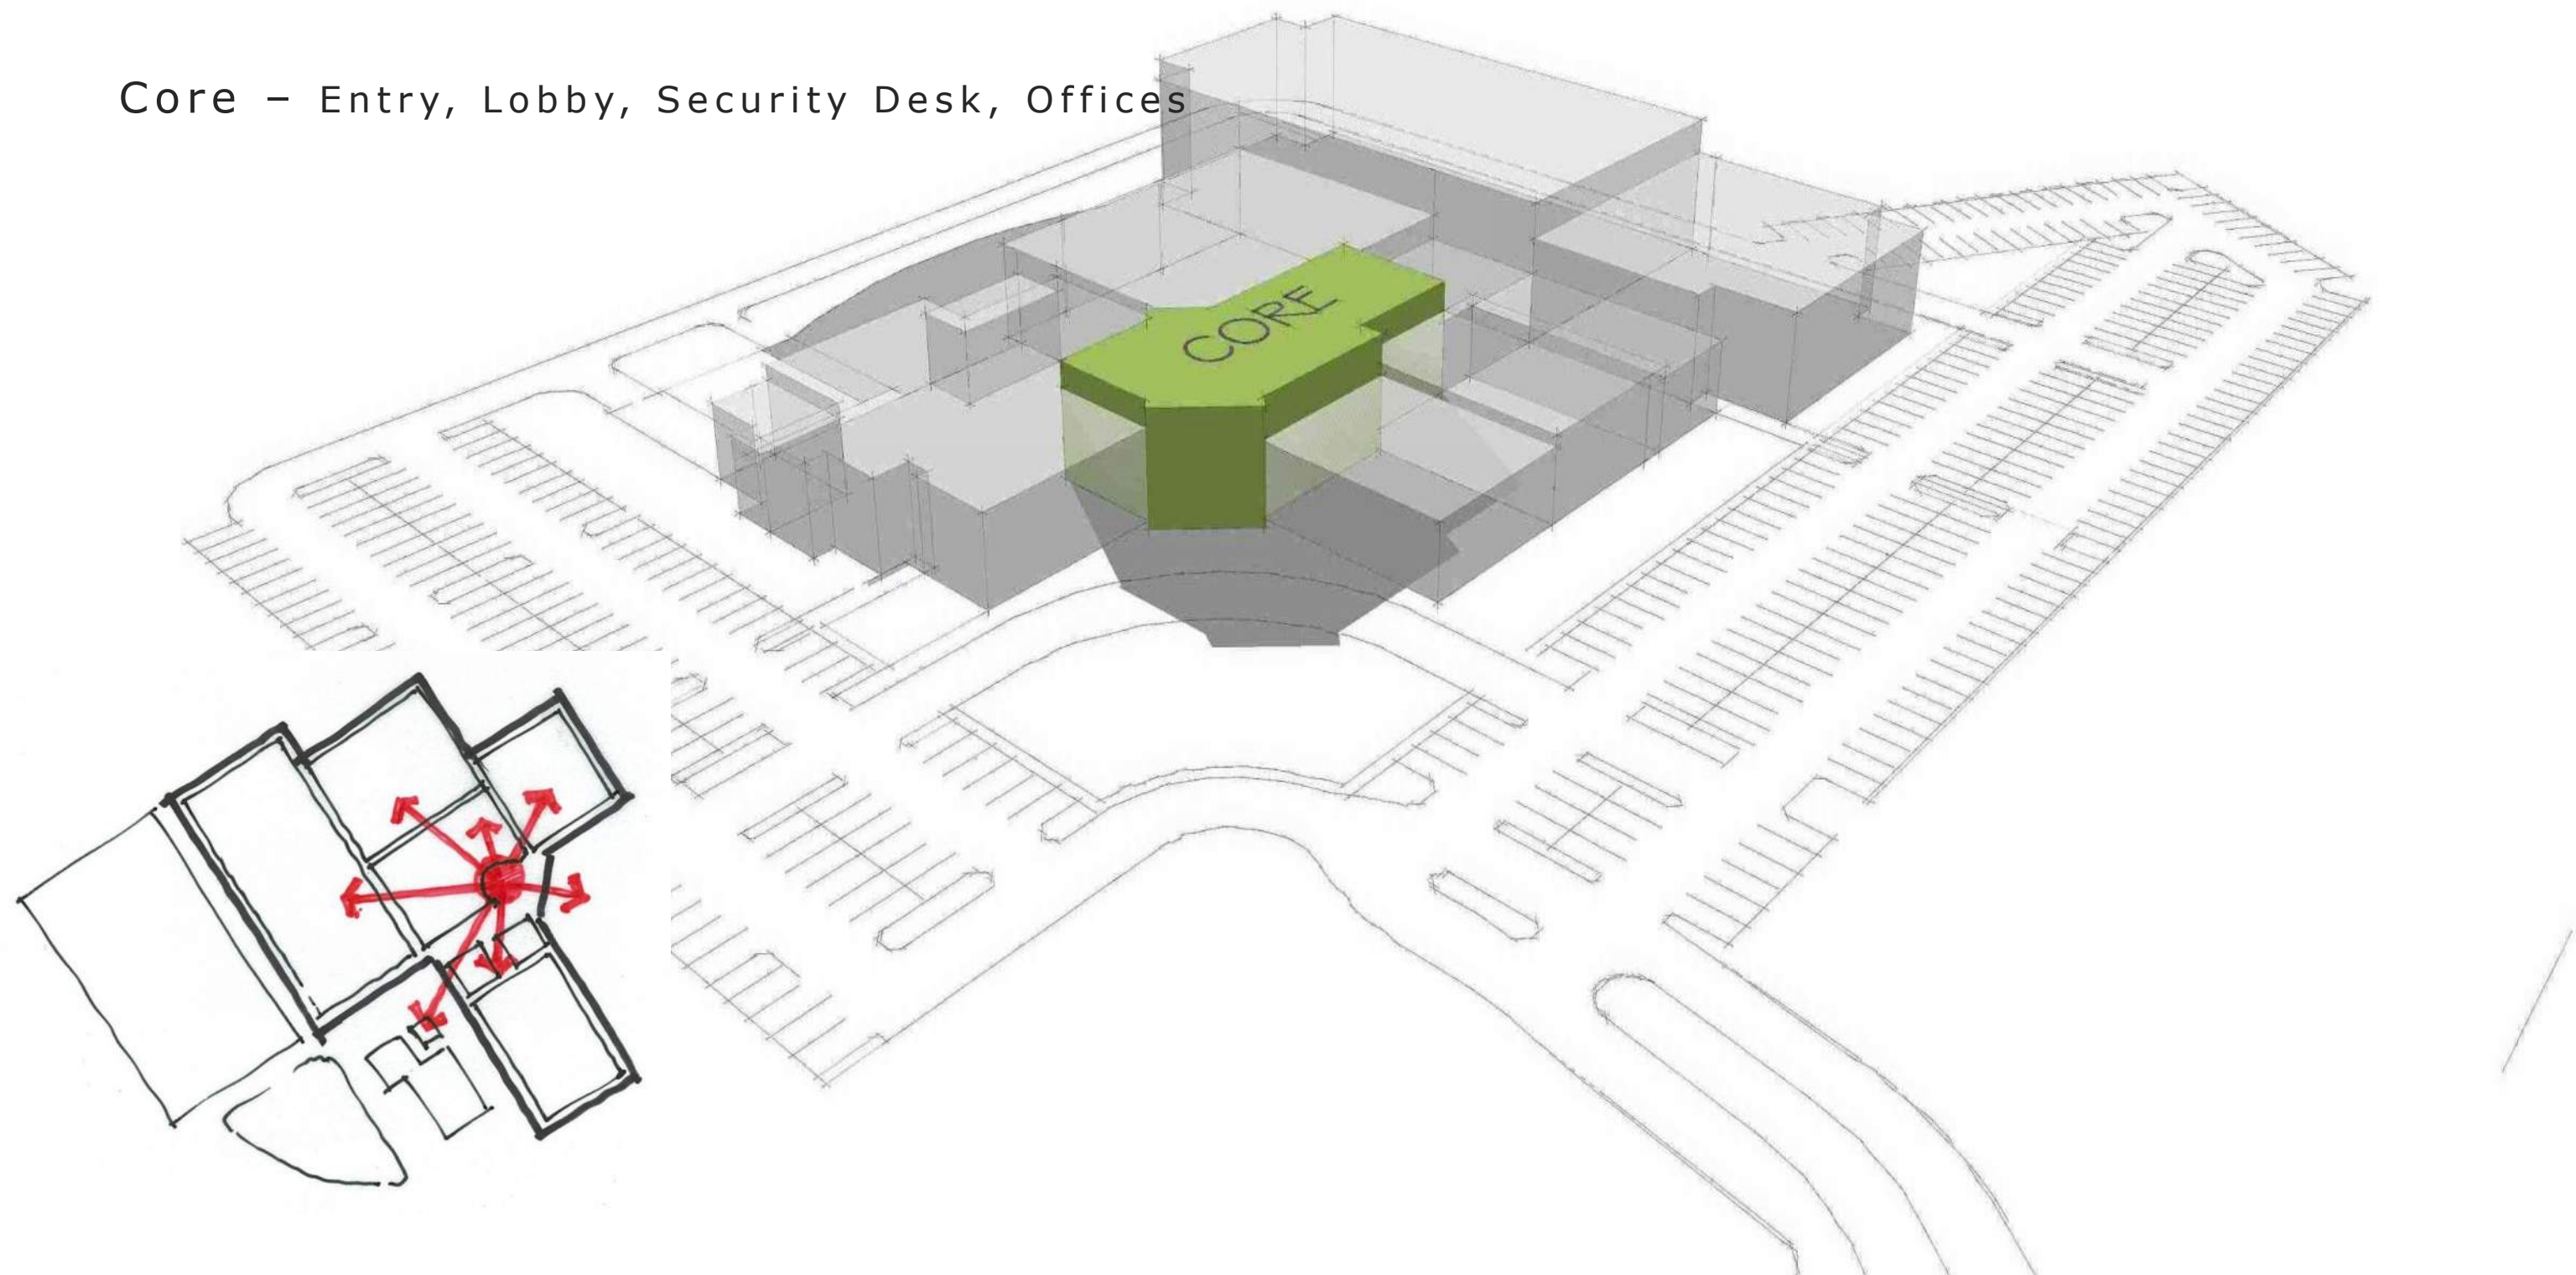 Core – Entry, Lobby, Security Desk, Offices
CORE